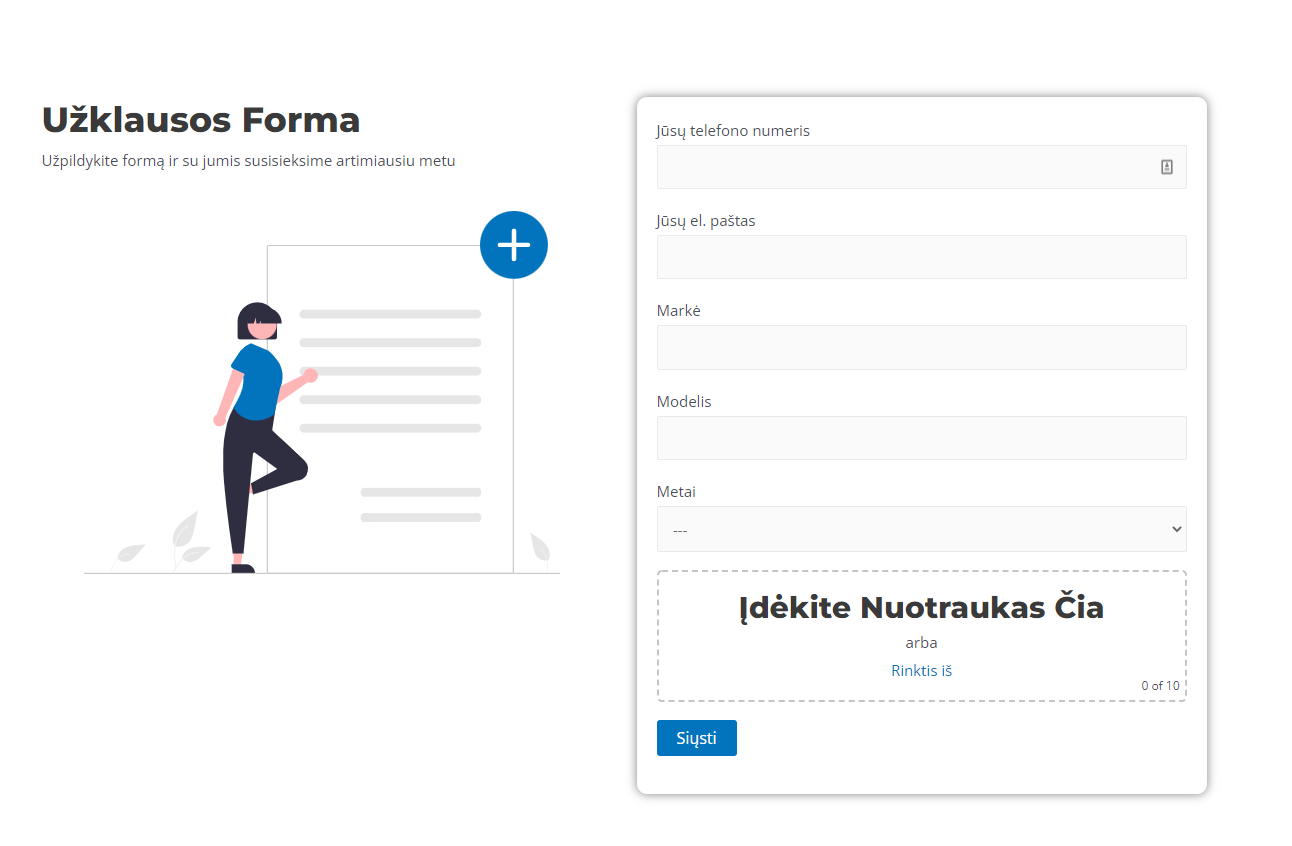 Užklausos Forma
Užpildykite formą ir su jumis susisieksime artimiausiu metu
Jūsų telefono numeris
Jūsų el. paštas
Markė
Modelis
Metai
---
Įdėkite Nuotraukas Čia
arba
Rinktis iš
0 of 10
Siųsti